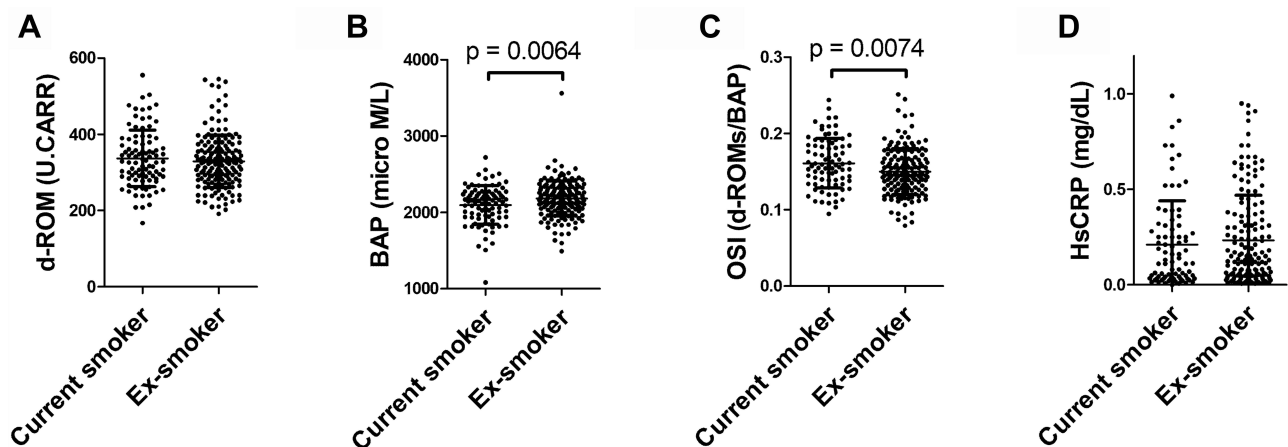 A
d-ROM (U.CARR)
600
400
200
0
Current smoker
Ex-smoker
B
p = 0.0064
BAP (micro M/L)
4000
3000
2000
1000
Current smoker
Ex-smoker
C
p = 0.0074
OSI (d-ROMs/BAP)
0.3
0.2
0.1
0.0
Current smoker
Ex-smoker
D
HsCRP (mg/dL)
1.0
0.5
0.0
Current smoker
Ex-smoker